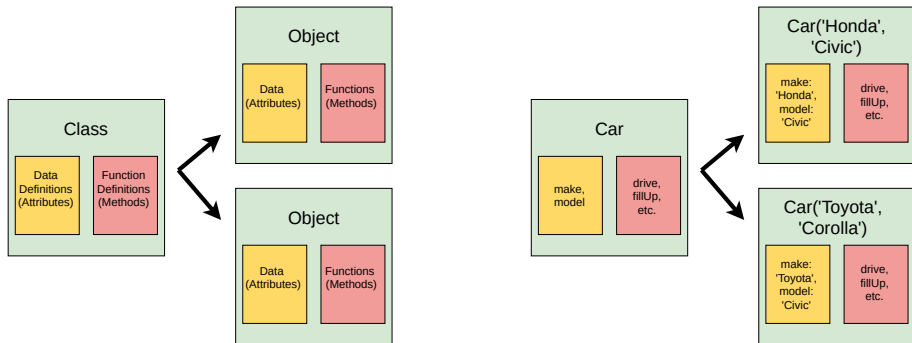 Class
Data
Definitions
(Attributes)
Function
Definitions
(Methods)
Object
Data
(Attributes)
Functions
(Methods)
Object
Data
(Attributes)
Functions
(Methods)
Car
make,
model
drive,
fillUp,
etc.
Car('Honda',
'Civic')
make:
'Honda',
model:
'Civic'
drive,
fillUp,
etc.
Car('Toyota',
'Corolla')
make:
'Toyota',
model:
'Civic'
drive,
fillUp,
etc.